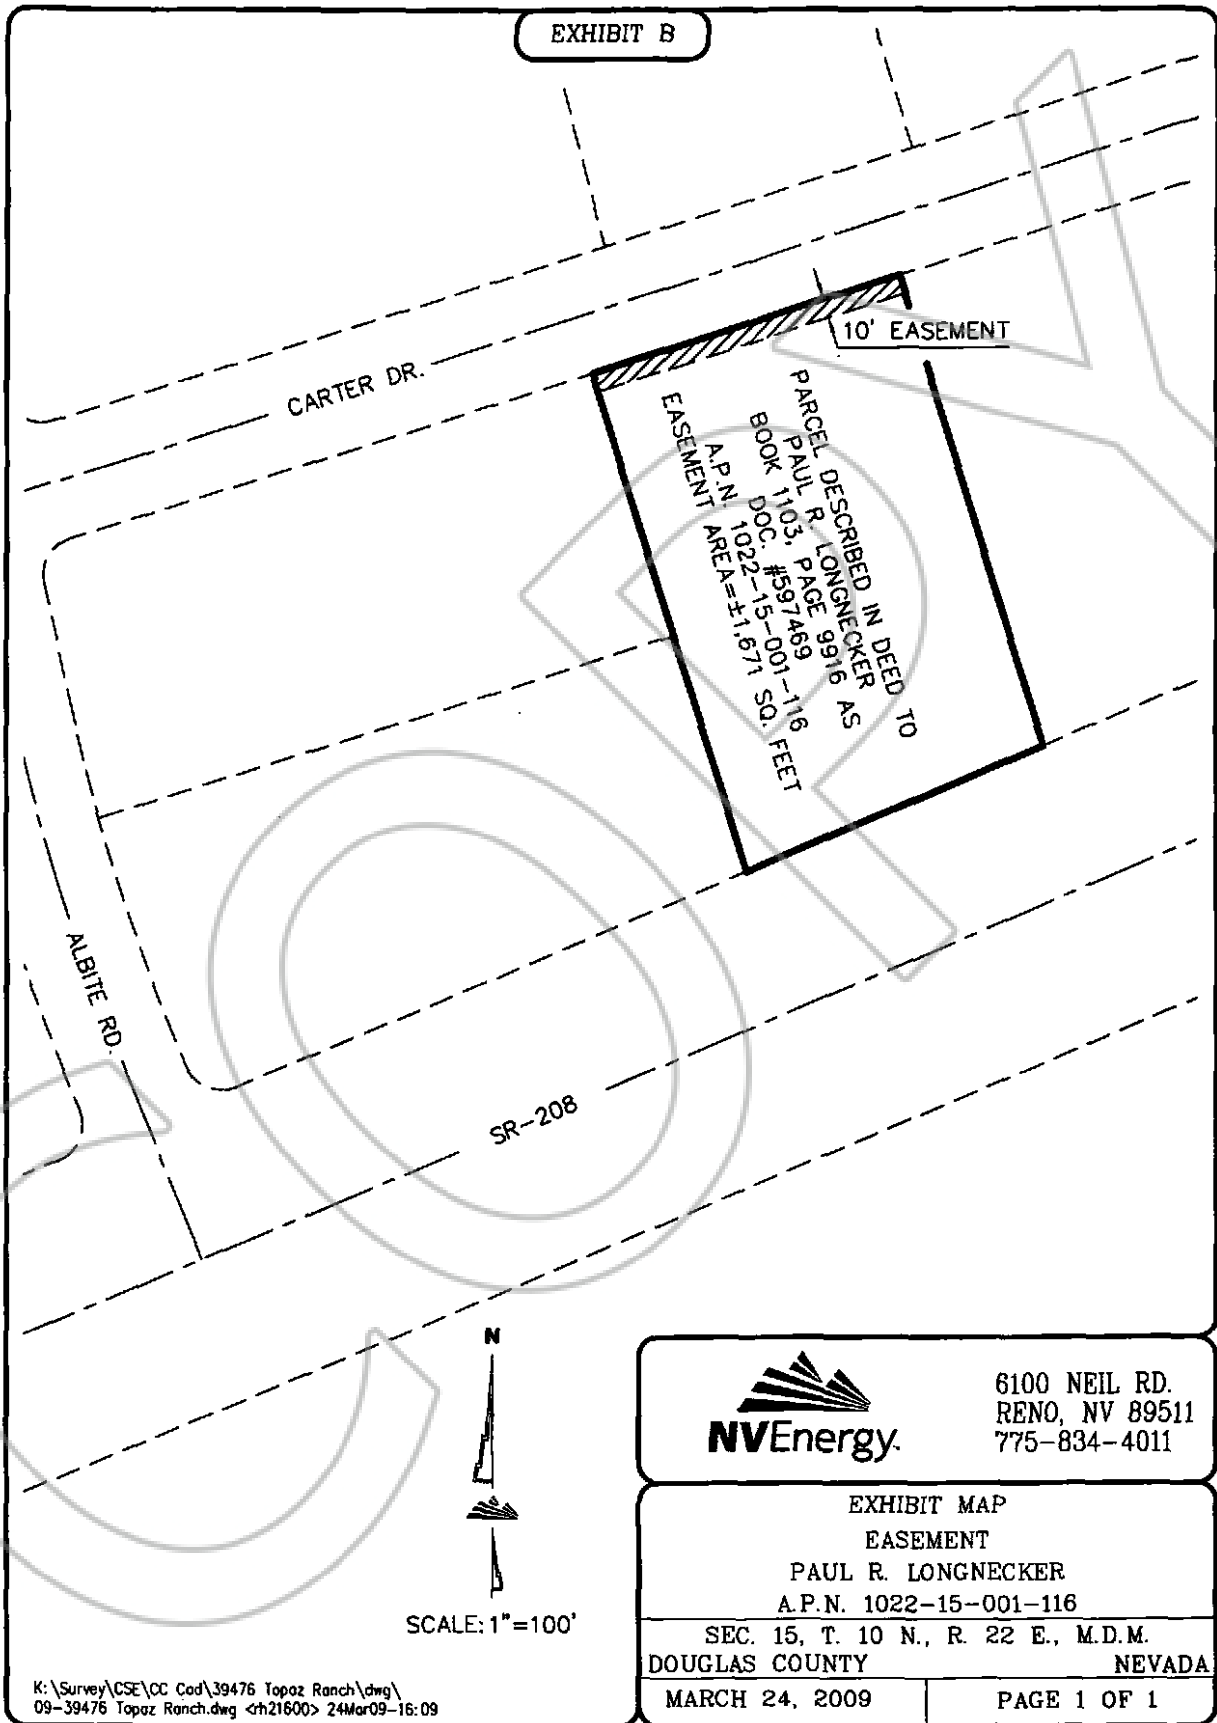 EXHIBIT B
10' EASEMENT
CARTER DR.
PARCEL DESCRIBED IN DEED TO
PAUL R. LONGNECKER
BOOK 1103, PAGE 9916 AS
DOC. #597469
A.P.N. 1022-15-001-116
EASEMENT AREA=±1,671 SQ. FEET
ALBITE RD.
SR-208
COPY
N
SCALE: 1"=100'
NVEnergy.
6100 NEIL RD.
RENO, NV 89511
775-834-4011
EXHIBIT MAP
EASEMENT
PAUL R. LONGNECKER
A.P.N. 1022-15-001-116
SEC. 15, T. 10 N., R. 22 E., M.D.M.
DOUGLAS COUNTY NEVADA
MARCH 24, 2009 PAGE 1 OF 1
K:\Survey\CSE\CC Cad\39476 Topaz Ranch\dwg\
09-39476 Topaz Ranch.dwg <rh21600> 24Mar09-16:09